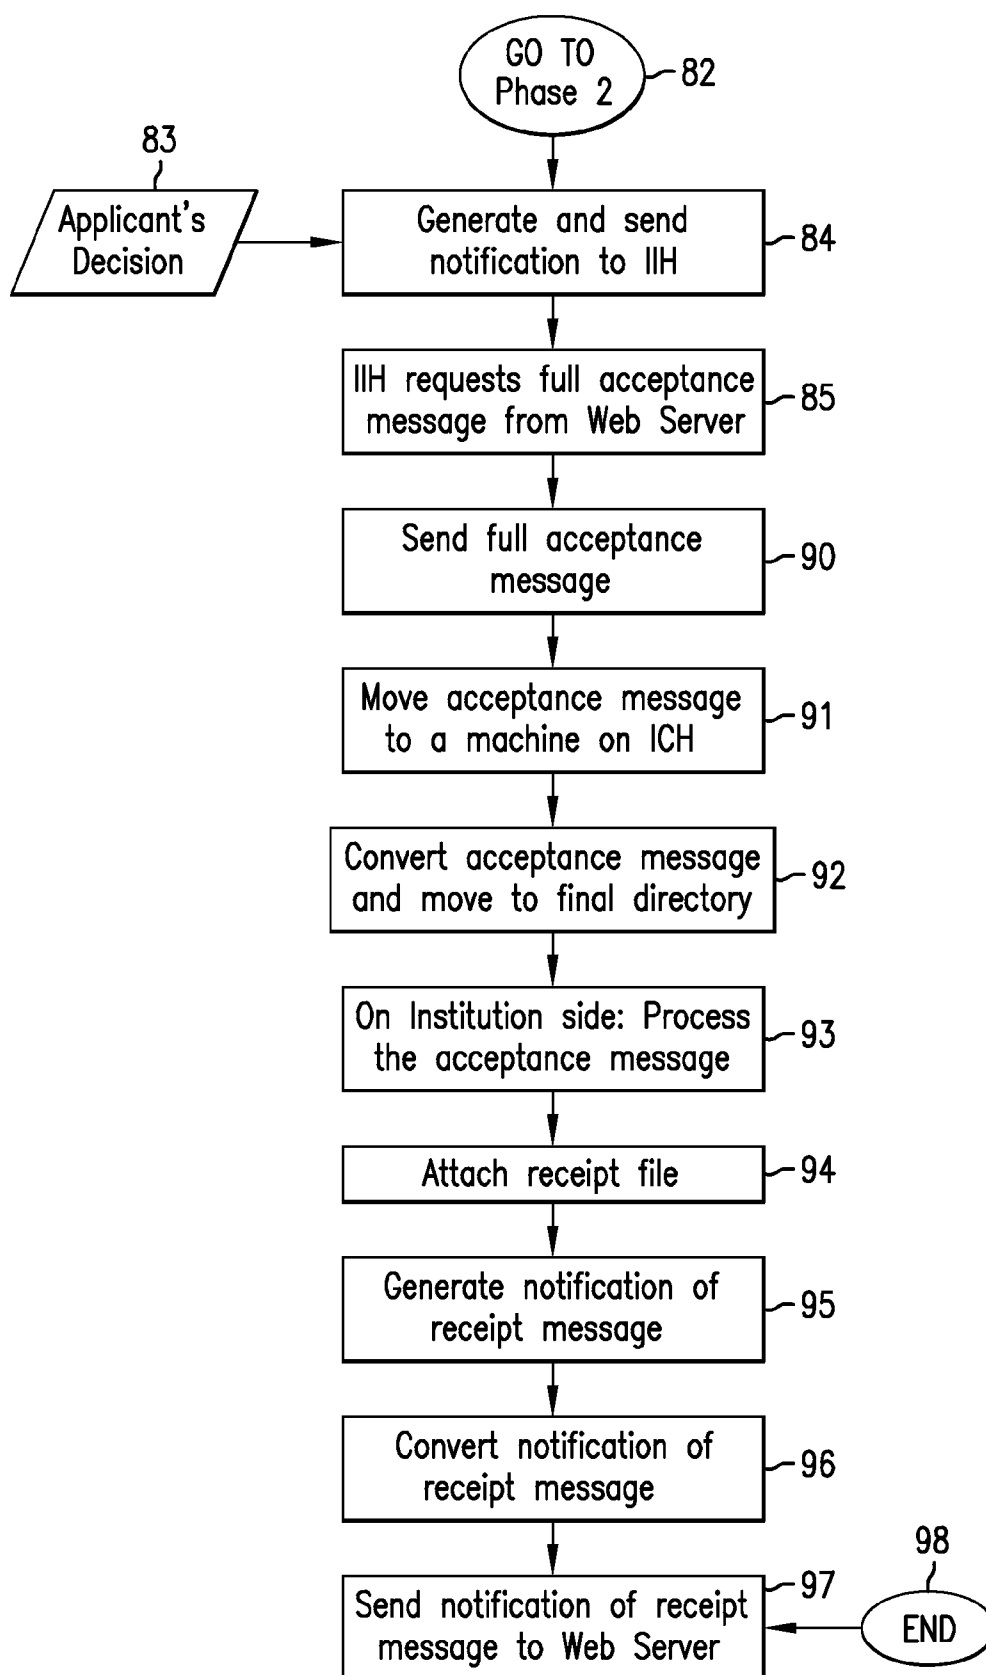 GO TO
Phase 2
82
83
Applicant's
Decision
Generate and send
notification to IIH
84
IIH requests full acceptance
message from Web Server
85
Send full acceptance
message
90
Move acceptance message
to a machine on ICH
91
Convert acceptance message
and move to final directory
92
On Institution side: Process
the acceptance message
93
Attach receipt file
94
Generate notification of
receipt message
95
Convert notification of
receipt message
96
Send notification of receipt
message to Web Server
97
98
END